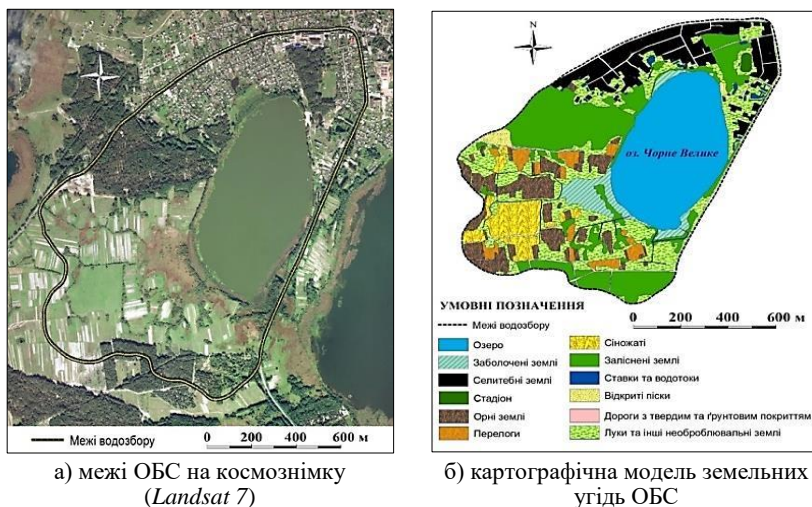 Межі водозбору
0 200 400 600 м
а) межі ОБС на космознімку
(Landsat 7)
N
оз. Чорне Велике
УМОВНІ ПОЗНАЧЕННЯ
0 200 400 600 м
Межі водозбору
Озеро
Заболочені землі
Селитебні землі
Стадіон
Орні землі
Перелоги
Сіножаті
Заліснені землі
Ставки та водотоки
Відкриті піски
Дороги з твердим та ґрунтовим покриттям
Луки та інші необроблювальні землі
б) картографічна модель земельних
угідь ОБС